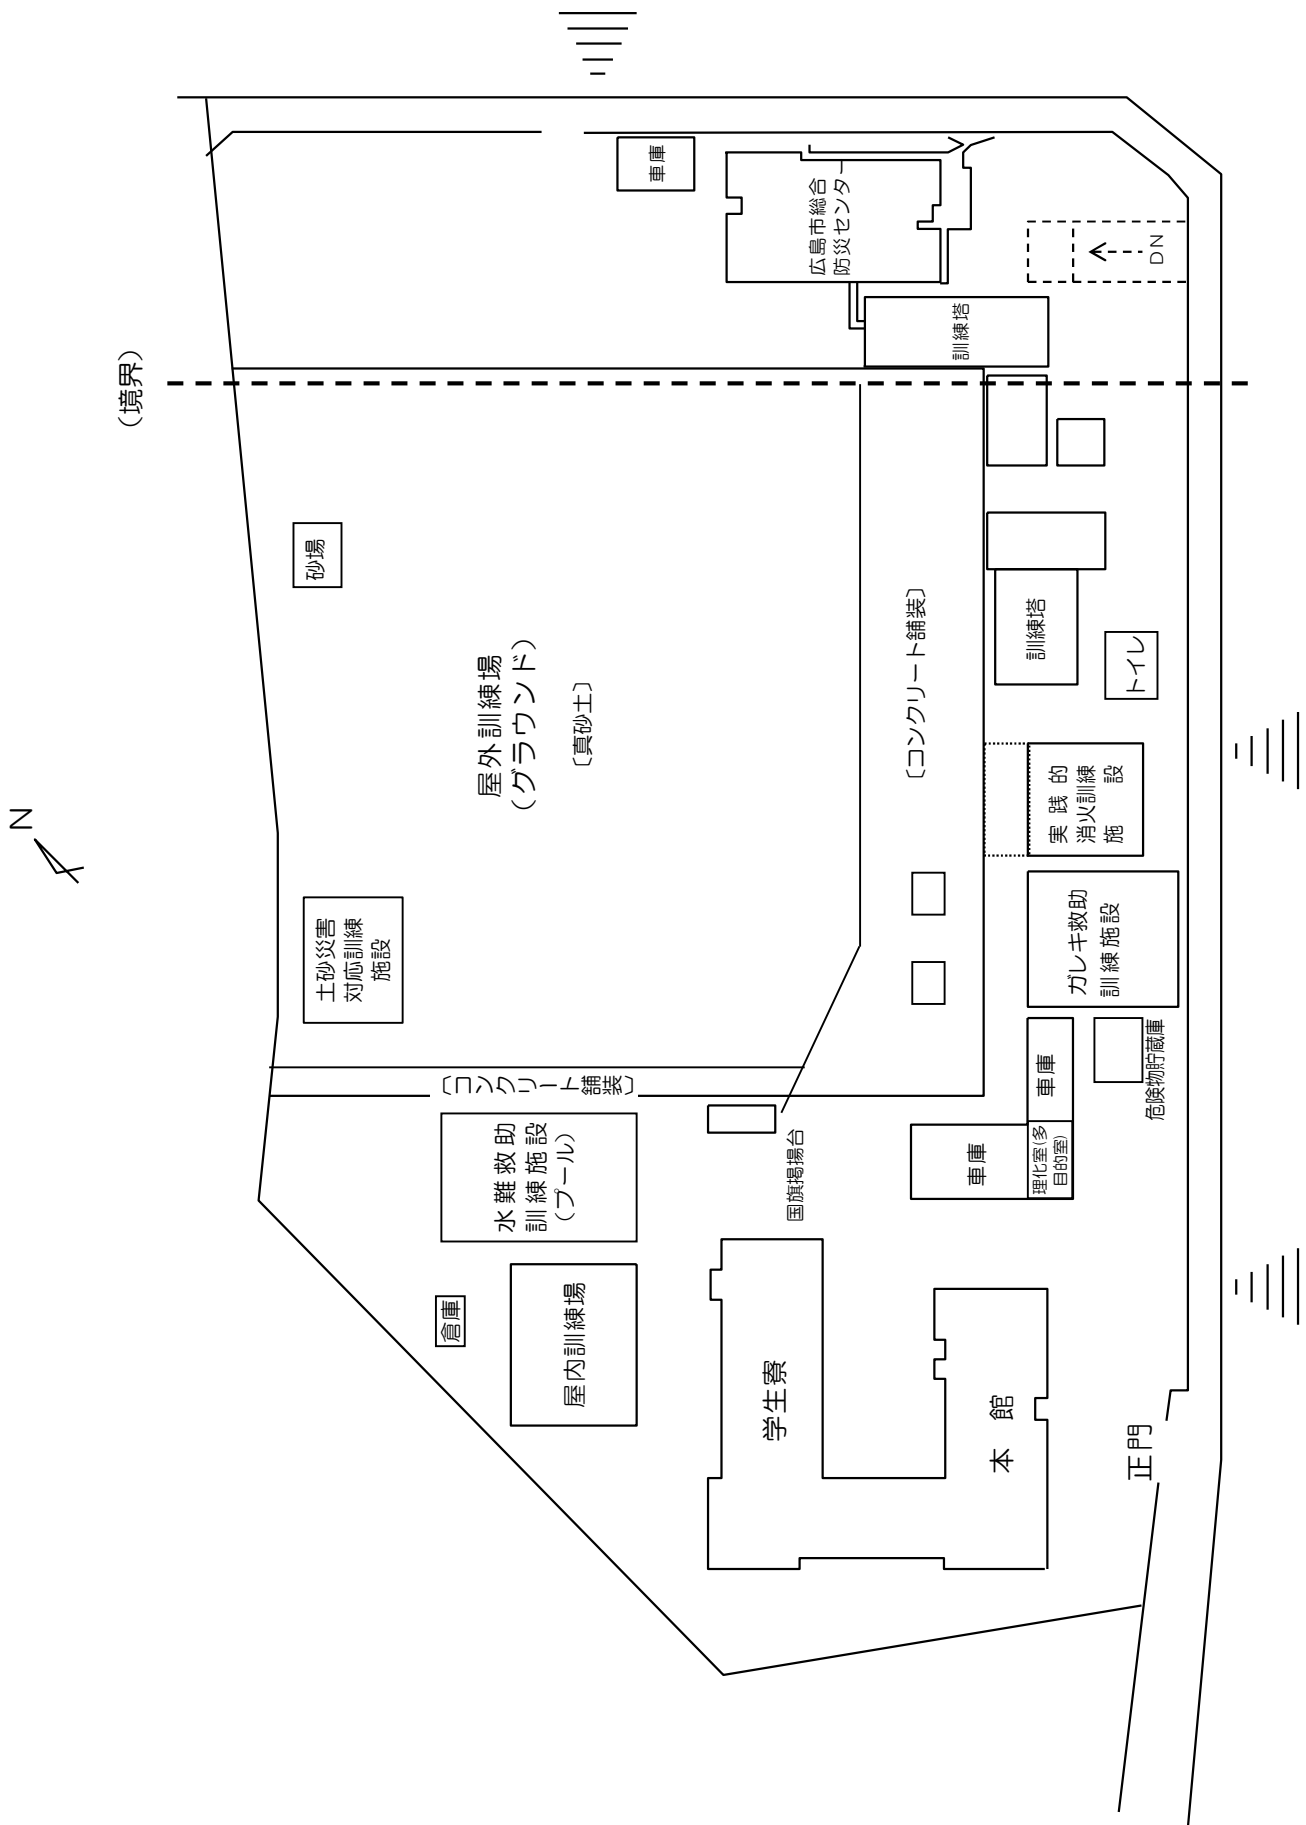 N
(境界)
車庫
広島市総合
防災センター
DN
訓練塔
砂場
屋外訓練場
(グラウンド)
〔真砂土〕
〔コンクリート舗装〕
訓練塔
トイレ
実践的
消火訓練
施設
ガレキ救助
訓練施設
土砂災害
対応訓練
施設
〔コンクリート舗装〕
車庫
危険物貯蔵庫
理化室(多
目的室)
車庫
国旗掲揚台
水難救助
訓練施設
(プール)
倉庫
屋内訓練場
学生寮
本館
正門